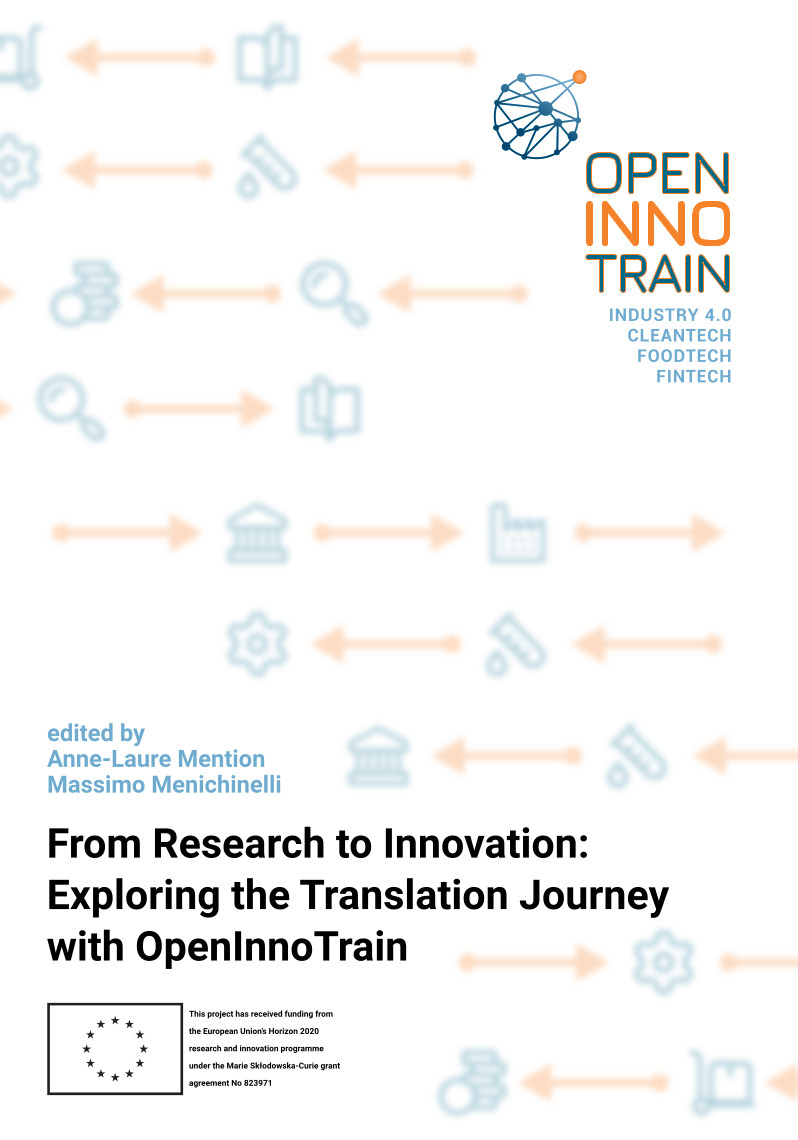 OPEN
INNO
TRAIN
INDUSTRY 4.0
CLEANTECH
FOODTECH
FINTECH
edited by
Anne-Laure Mention
Massimo Menichinelli
From Research to Innovation:
Exploring the Translation Journey
with OpenInnoTrain
This project has received funding from
the European Union's Horizon 2020
research and innovation programme
under the Marie Skłodowska-Curie grant
agreement No 823971